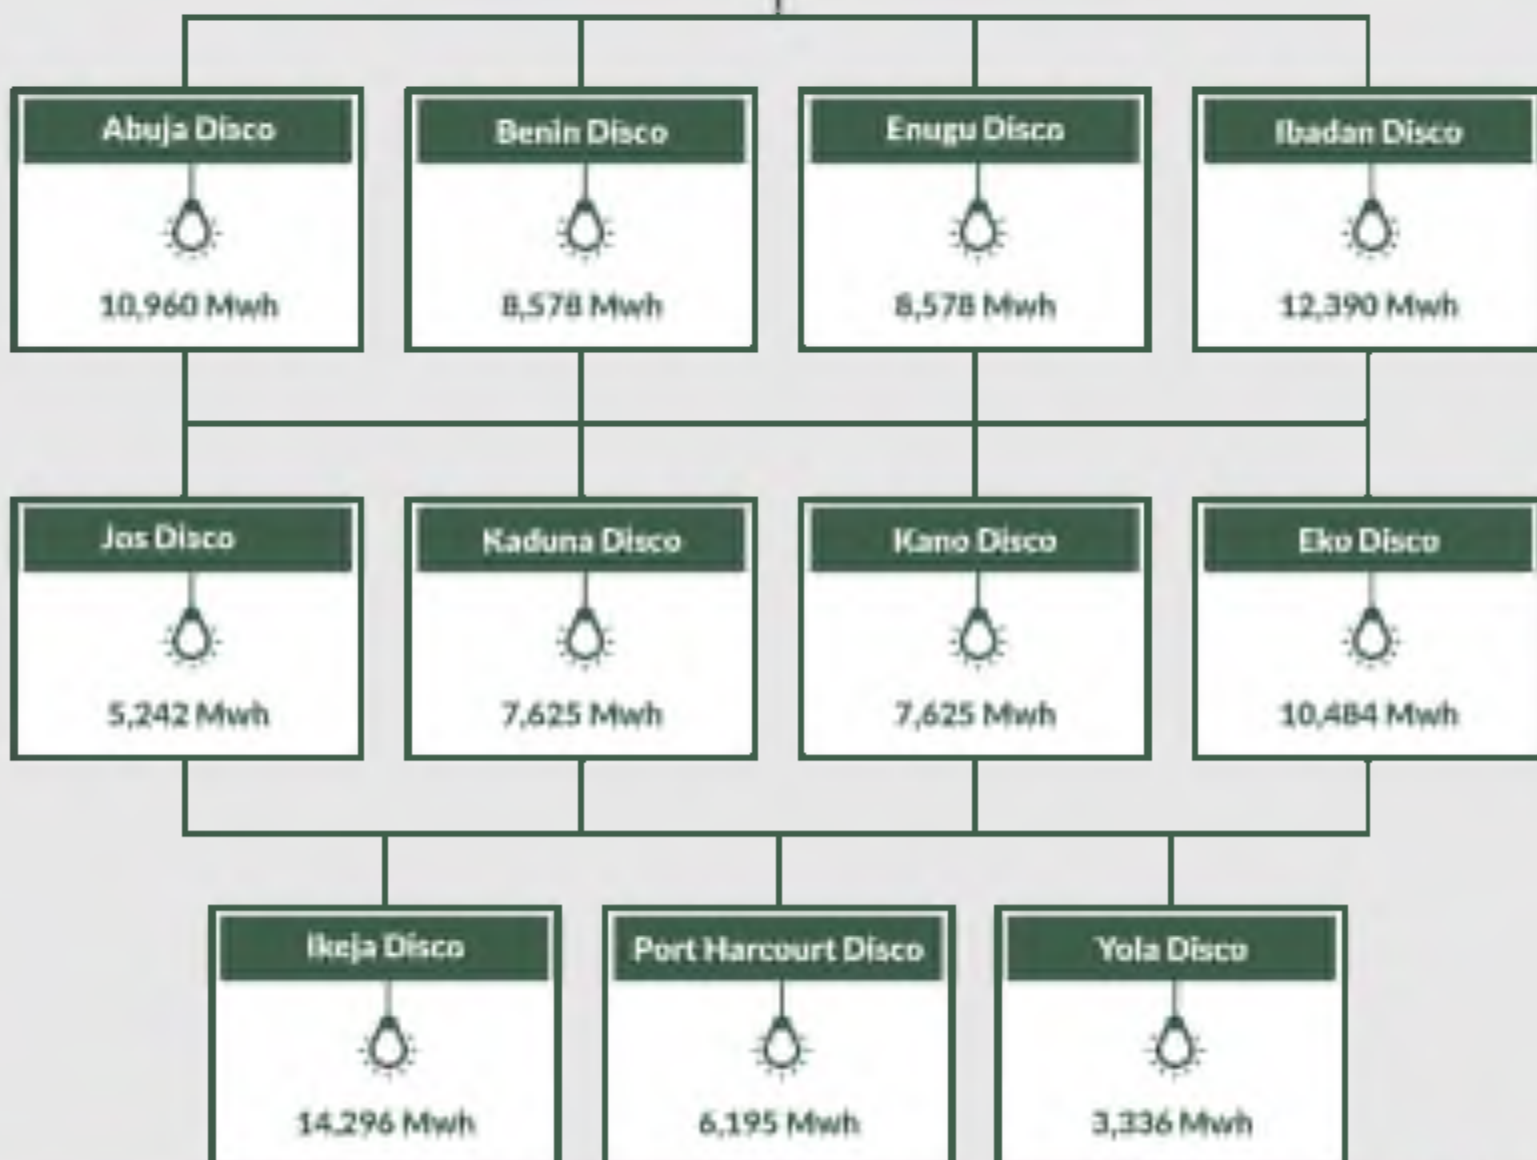 Abuja Disco
10,960 Mwh
Benin Disco
8,578 Mwh
Enugu Disco
8,578 Mwh
Ibadan Disco
12,390 Mwh
Jos Disco
5,242 Mwh
Kaduna Disco
7,625 Mwh
Kano Disco
7,625 Mwh
Eko Disco
10,484 Mwh
Ikeja Disco
14,296 Mwh
Port Harcourt Disco
6,195 Mwh
Yola Disco
3,336 Mwh